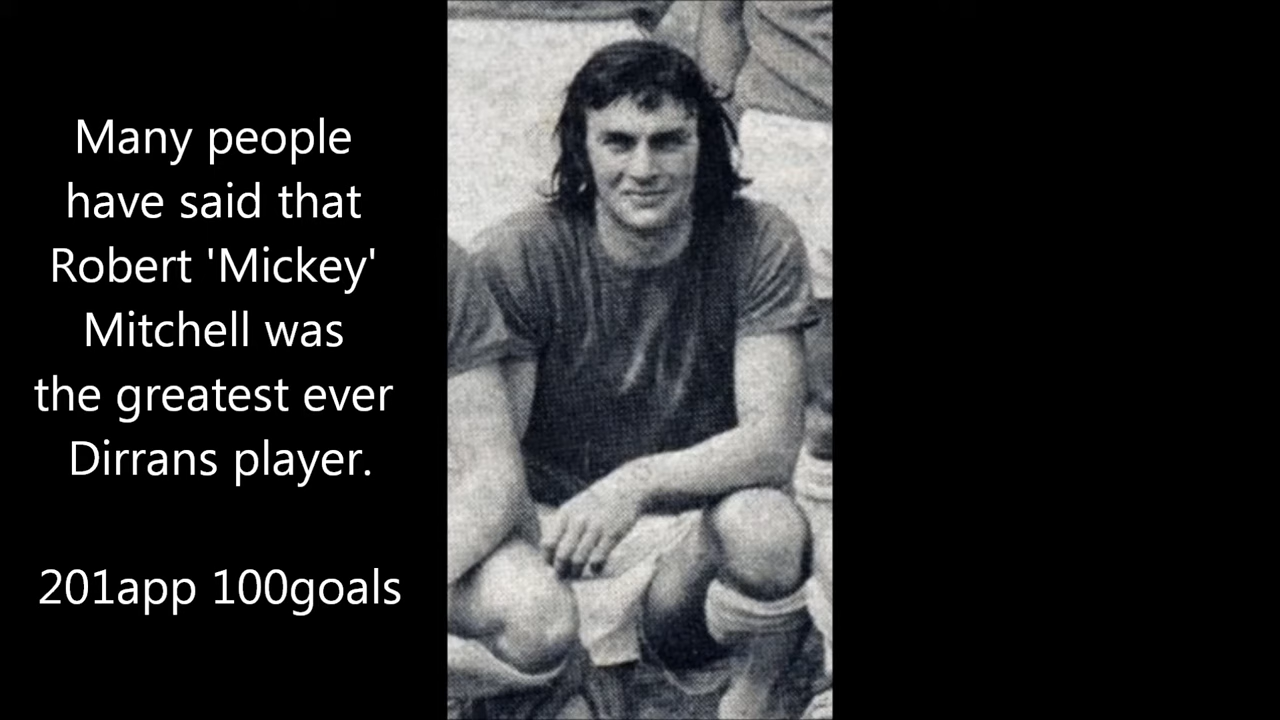 Many people
have said that
Robert 'Mickey'
Mitchell was
the greatest ever
Dirrans player.
201app 100goals